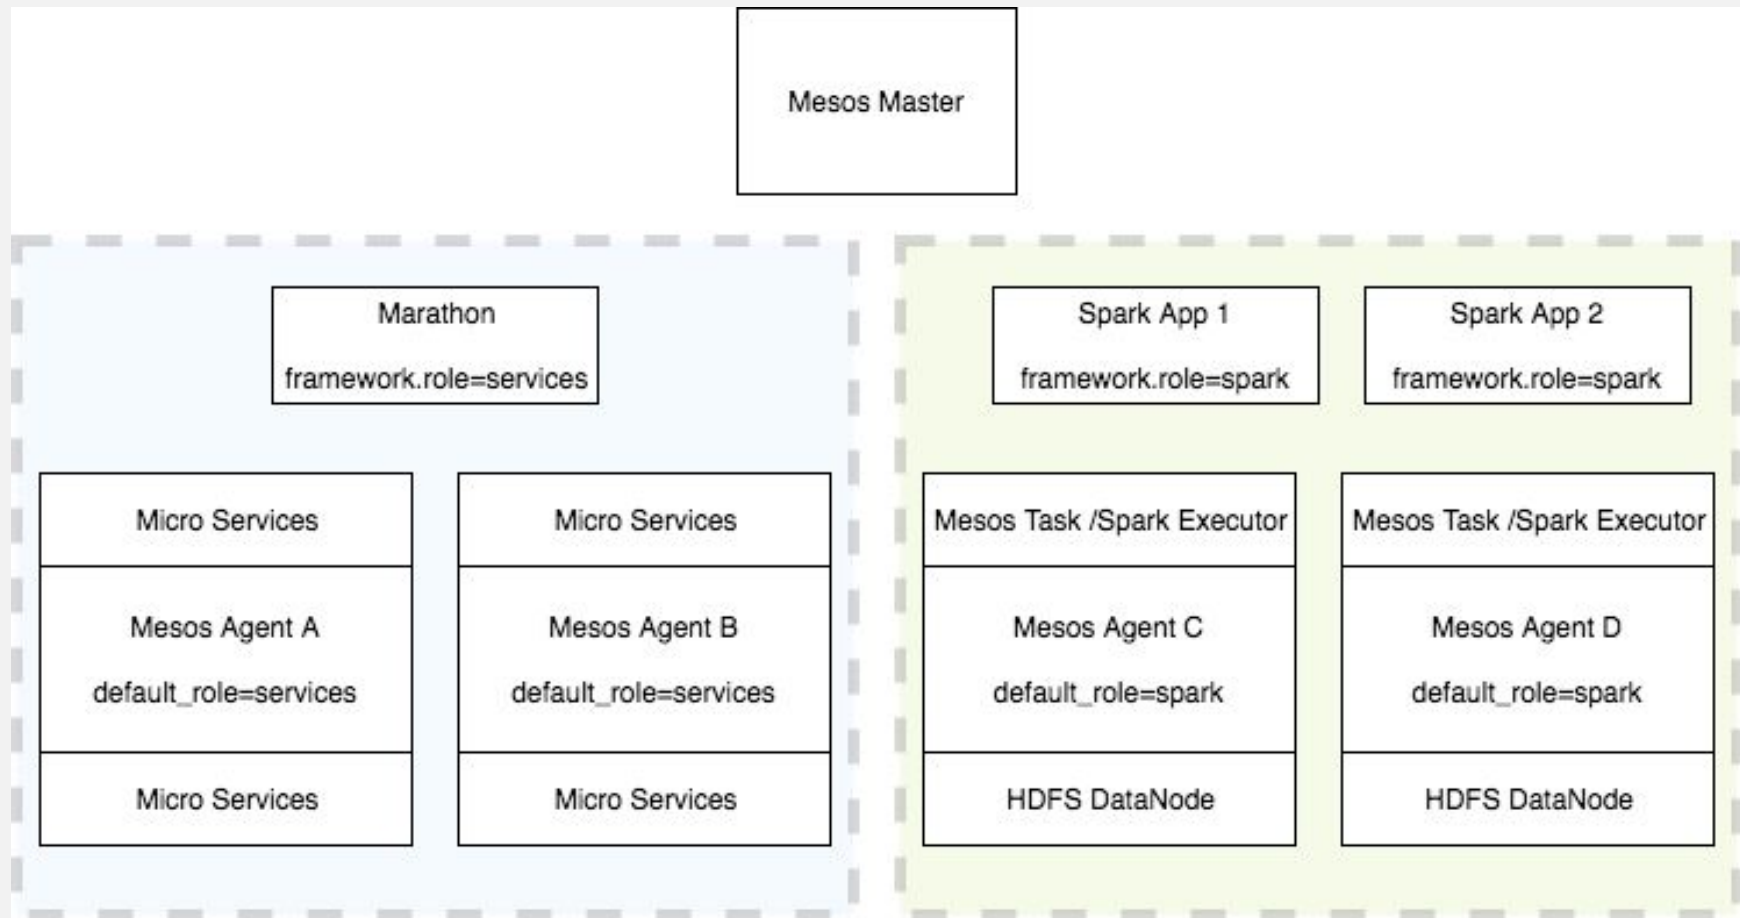 Mesos Master
Marathon
framework.role=services
Spark App 1
framework.role=spark
Spark App 2
framework.role=spark
Micro Services
Mesos Agent A
default_role=services
Micro Services
Micro Services
Mesos Agent B
default_role=services
Micro Services
Mesos Task /Spark Executor
Mesos Agent C
default_role=spark
HDFS DataNode
Mesos Task /Spark Executor
Mesos Agent D
default_role=spark
HDFS DataNode